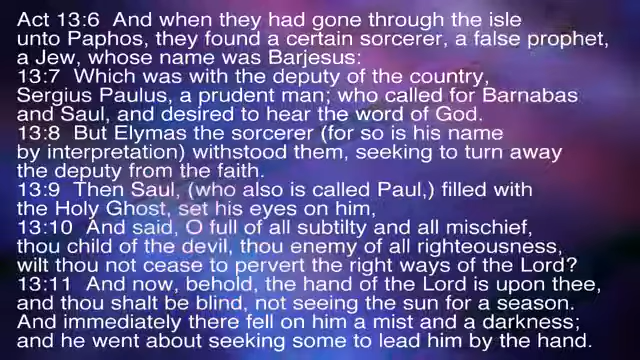 Act 13:6  And when they had gone through the isle
unto Paphos, they found a certain sorcerer, a false prophet,
a Jew, whose name was Barjesus:
13:7  Which was with the deputy of the country,
Sergius Paulus, a prudent man; who called for Barnabas
and Saul, and desired to hear the word of God.
13:8  But Elymas the sorcerer (for so is his name
by interpretation) withstood them, seeking to turn away
the deputy from the faith.
13:9  Then Saul, (who also is called Paul,) filled with
the Holy Ghost, set his eyes on him,
13:10  And said, O full of all subtilty and all mischief,
thou child of the devil, thou enemy of all righteousness,
wilt thou not cease to pervert the right ways of the Lord?
13:11  And now, behold, the hand of the Lord is upon thee,
and thou shalt be blind, not seeing the sun for a season.
And immediately there fell on him a mist and a darkness;
and he went about seeking some to lead him by the hand.